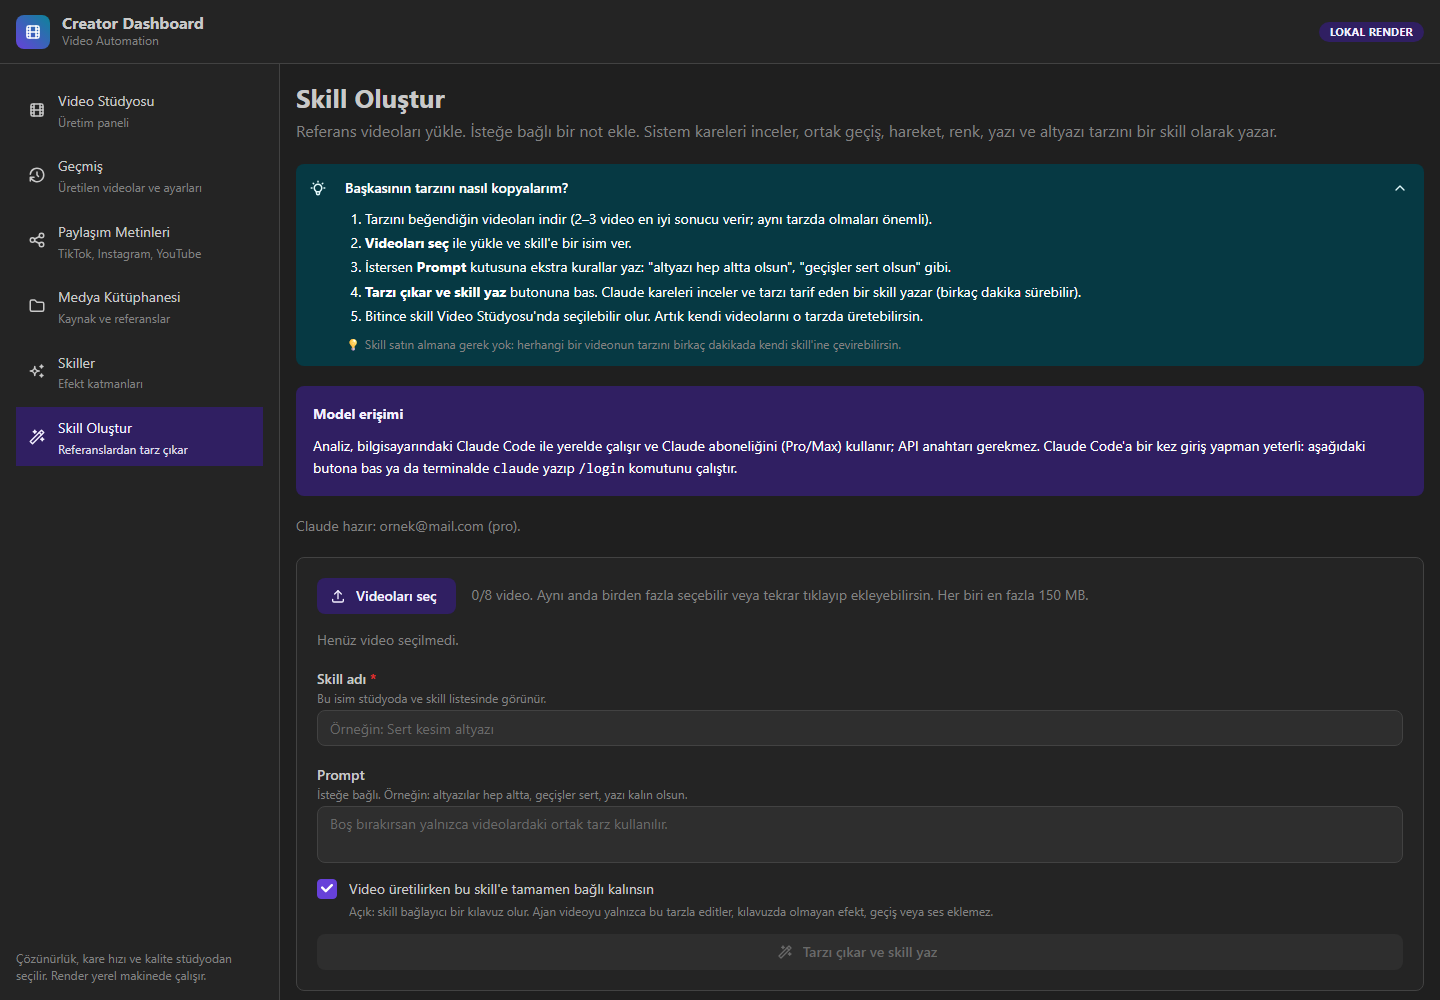 Creator Dashboard
Video Automation
LOKAL RENDER
Video Stüdyosu
Üretim paneli
Geçmiş
Üretilen videolar ve ayarları
Paylaşım Metinleri
TikTok, Instagram, YouTube
Medya Kütüphanesi
Kaynak ve referanslar
Skiller
Efekt katmanları
Skill Oluştur
Referanslardan tarz çıkar
Çözünürlük, kare hızı ve kalite stüdyodan
seçilir. Render yerel makinede çalışır.
Skill Oluştur
Referans videoları yükle. İsteğe bağlı bir not ekle. Sistem kareleri inceler, ortak geçiş, hareket, renk, yazı ve altyazı tarzını bir skill olarak yazar.
Başkasının tarzını nasıl kopyalarım?
1. Tarzını beğendiğin videoları indir (2–3 video en iyi sonucu verir; aynı tarzda olmaları önemli).
2. Videoları seç ile yükle ve skill'e bir isim ver.
3. İstersen Prompt kutusuna ekstra kurallar yaz: "altyazı hep altta olsun", "geçişler sert olsun" gibi.
4. Tarzı çıkar ve skill yaz butonuna bas. Claude kareleri inceler ve tarzı tarif eden bir skill yazar (birkaç dakika sürebilir).
5. Bitince skill Video Stüdyosu'nda seçilebilir olur. Artık kendi videolarını o tarzda üretebilirsin.
Skill satın almana gerek yok: herhangi bir videonun tarzını birkaç dakikada kendi skill'ine çevirebilirsin.
Model erişimi
Analiz, bilgisayarındaki Claude Code ile yerelde çalışır ve Claude aboneliğini (Pro/Max) kullanır; API anahtarı gerekmez. Claude Code'a bir kez giriş yapman yeterli: aşağıdaki
butona bas ya da terminalde claude yazıp /login komutunu çalıştır.
Claude hazır: ornek@mail.com (pro).
Videoları seç
0/8 video. Aynı anda birden fazla seçebilir veya tekrar tıklayıp ekleyebilirsin. Her biri en fazla 150 MB.
Henüz video seçilmedi.
Skill adı *
Bu isim stüdyoda ve skill listesinde görünür.
Örneğin: Sert kesim altyazı
Prompt
İsteğe bağlı. Örneğin: altyazılar hep altta, geçişler sert, yazı kalın olsun.
Boş bırakırsan yalnızca videolardaki ortak tarz kullanılır.
Video üretilirken bu skill'e tamamen bağlı kalınsın
Açık: skill bağlayıcı bir kılavuz olur. Ajan videoyu yalnızca bu tarzla editler, kılavuzda olmayan efekt, geçiş veya ses eklemez.
Tarzı çıkar ve skill yaz